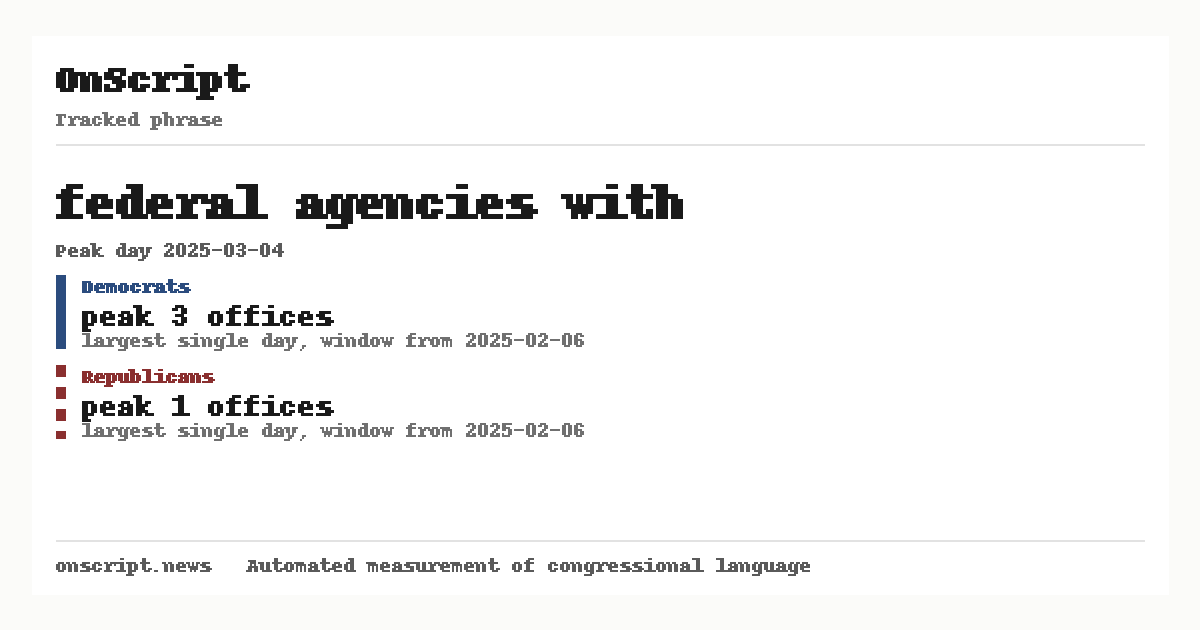 OnScript
Tracked phrase
federal agencies with
Peak day 2025-03-04
Democrats
peak 3 offices
largest single day, window from 2025-02-06
Republicans
peak 1 offices
largest single day, window from 2025-02-06
onscript.news Automated measurement of congressional language